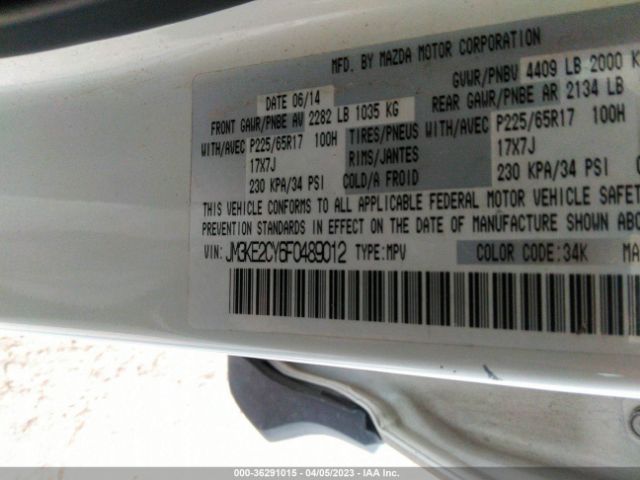 MFD. BY MAZDA MOTOR CORPORATION
DATE 06/14 GVWR/PNBV 4409 LB 2000 K
FRONT GAWR/PNBE AV 2282 LB 1035 KG REAR GAWR/PNBE AR 2134 LB
WITH/AVEC P225/65R17 100H TIRES/PNEUS WITH/AVEC P225/65R17 100H
17X7J RIMS/JANTES 17X7J
230 KPA/34 PSI COLD/A FROID 230 KPA/34 PSI
THIS VEHICLE CONFORMS TO ALL APPLICABLE FEDERAL MOTOR VEHICLE SAFET
PREVENTION STANDARDS IN EFFECT ON THE DATE OF MANUFACTURE SHOWN ABO
VIN: JM3KE2CY6F0489012 TYPE:MPV COLOR CODE:34K MA
000-36291015 - 04/05/2023 - IAA Inc.